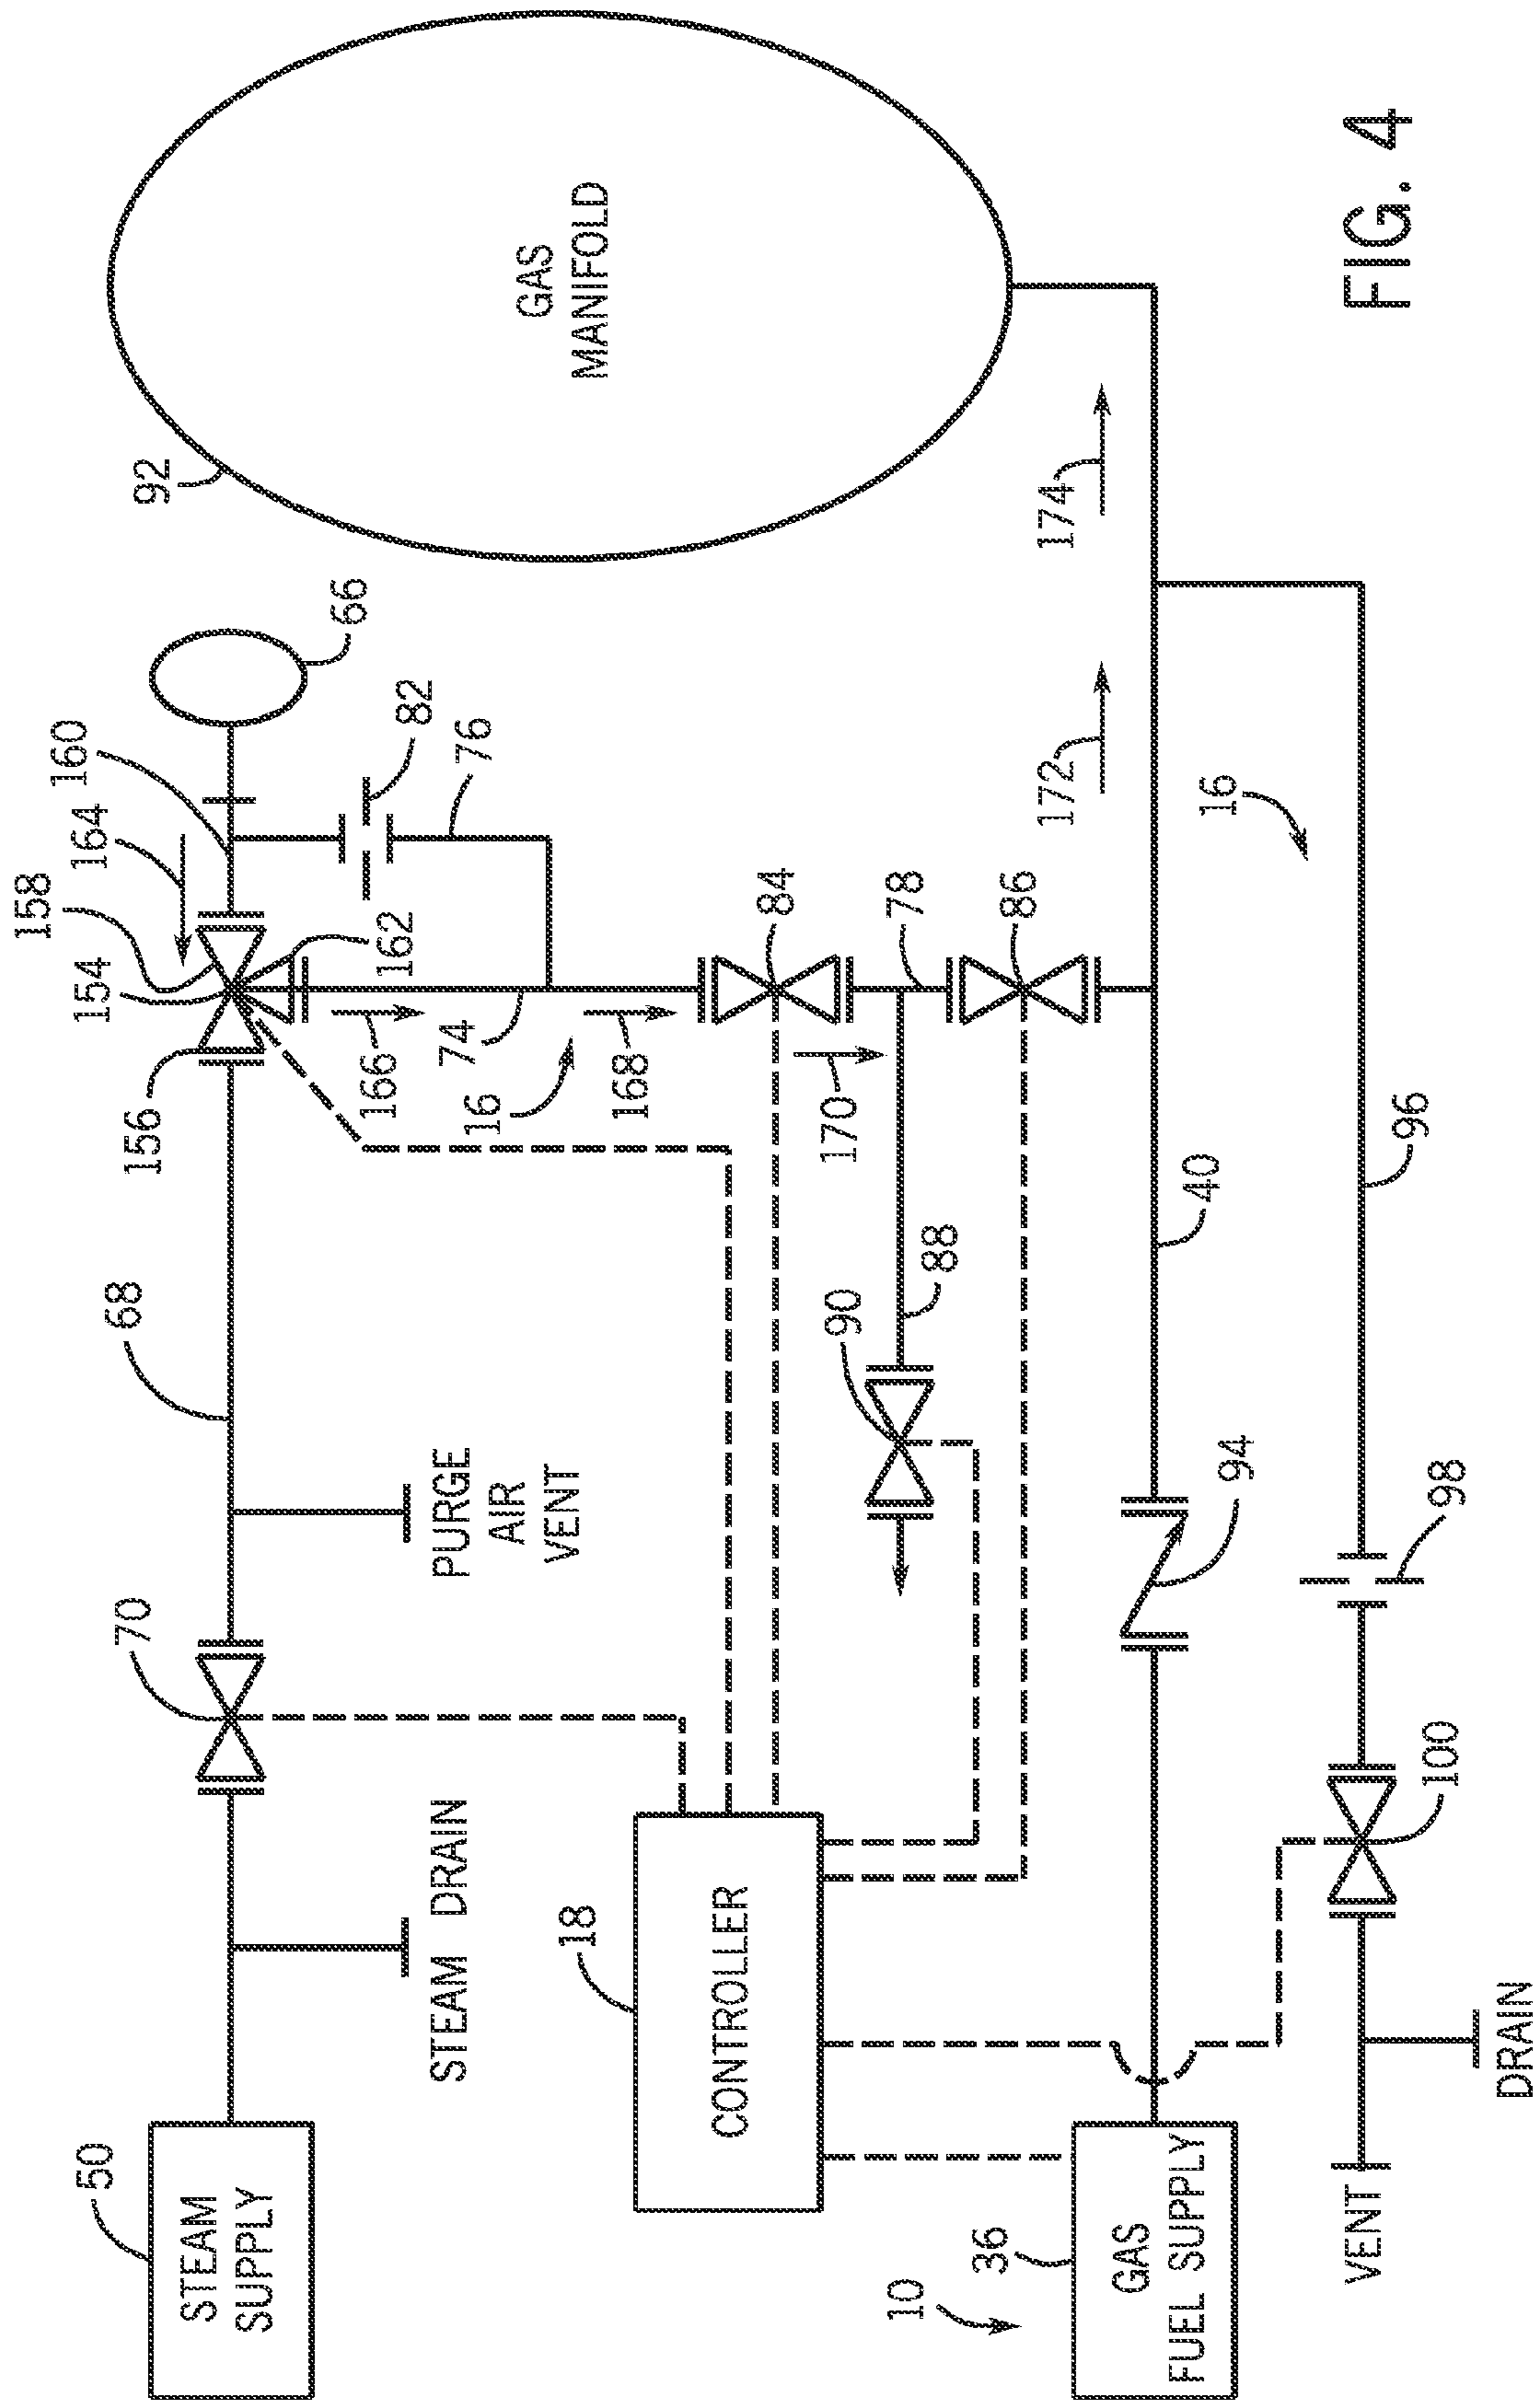 50
STEAM
SUPPLY
STEAM DRAIN
70
PURGE
AIR
VENT
68
156
154
158
164
160
162
166
74
16
168
66
82
76
92
GAS
MANIFOLD
18
CONTROLLER
84
78
86
170
88
90
10
36
GAS
FUEL SUPPLY
94
40
172
174
16
96
98
100
VENT
DRAIN
FIG. 4